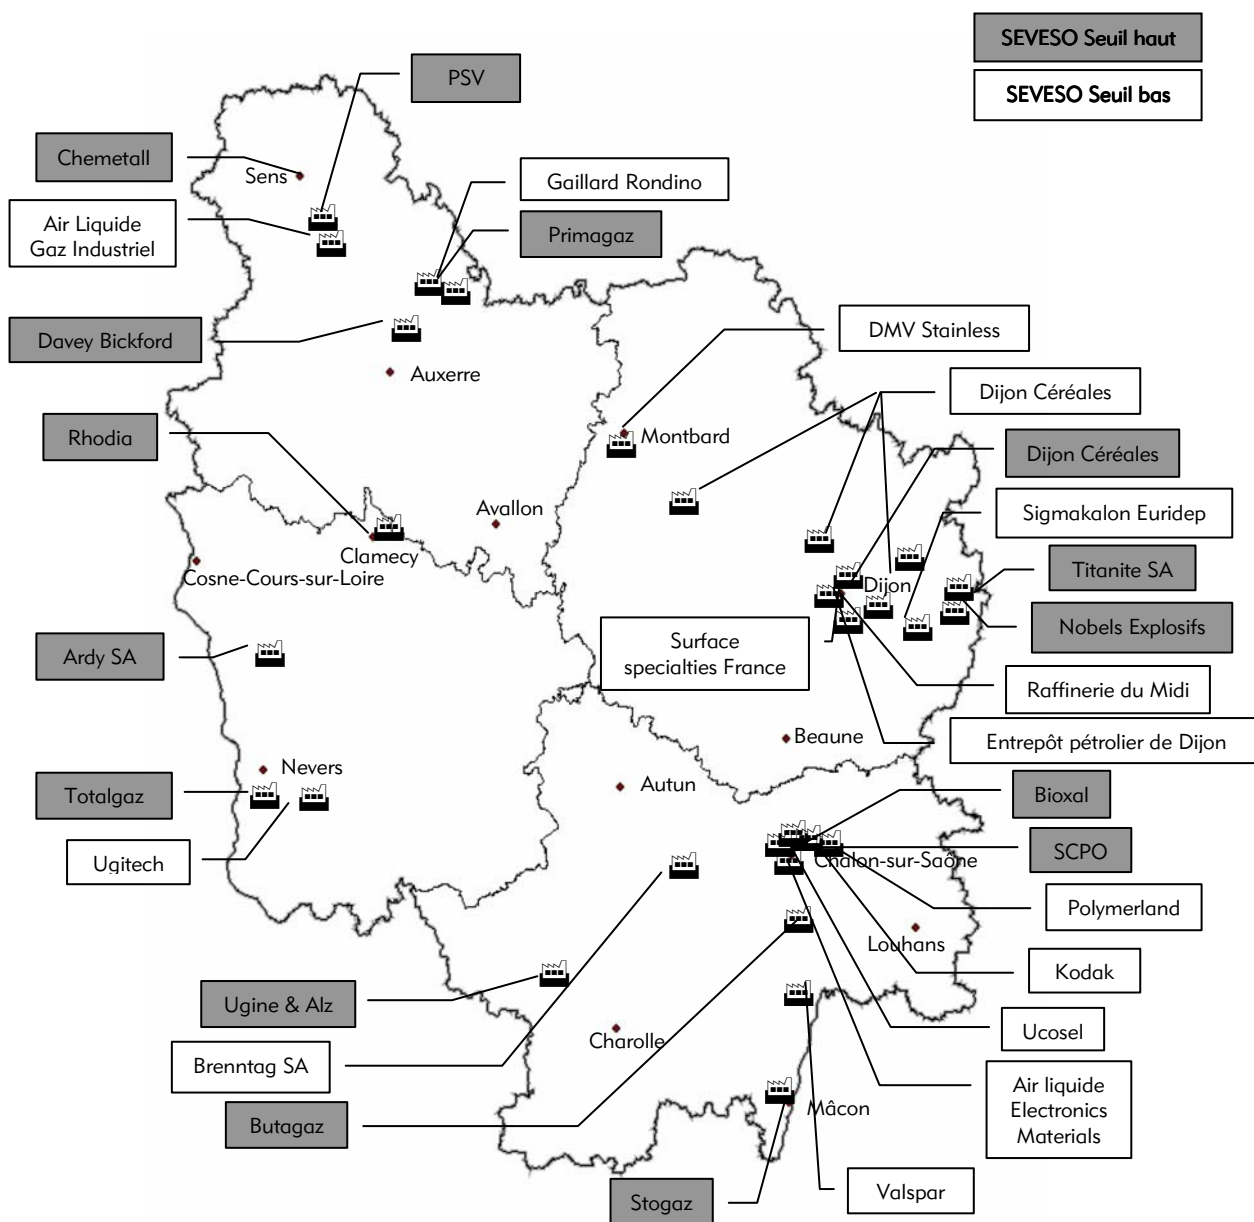 SEVESO Seuil haut
SEVESO Seuil bas
PSV
Chemetall
Sens
Gaillard Rondino
Air Liquide
Gaz Industriel
Primagaz
Davey Bickford
DMV Stainless
Auxerre
Dijon Céréales
Rhodia
Montbard
Dijon Céréales
Avallon
Sigmakalon Euridep
Clamecy
Cosne-Cours-sur-Loire
Dijon
Titanite SA
Nobels Explosifs
Ardy SA
Surface
specialties France
Raffinerie du Midi
Beaune
Entrepôt pétrolier de Dijon
Nevers
Autun
Totalgaz
Bioxal
Ugitech
SCPO
Chalon-sur-Saône
Polymerland
Louhans
Kodak
Ugine & Alz
Charolle
Ucosel
Brenntag SA
Air liquide
Electronics
Materials
Mâcon
Butagaz
Stogaz
Valspar